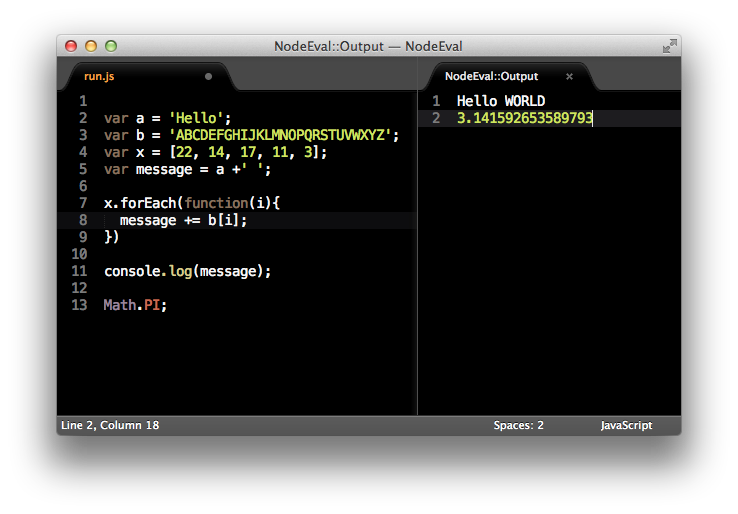 NodeEval::Output — NodeEval
run.js
NodeEval::Output ×
1
2 var a = 'Hello';
3 var b = 'ABCDEFGHIJKLMNOPQRSTUVWXYZ';
4 var x = [22, 14, 17, 11, 3];
5 var message = a +' ';
6
7 x.forEach(function(i){
8   message += b[i];
9 })
10
11 console.log(message);
12
13 Math.PI;
1 Hello WORLD
2 3.141592653589793
Line 2, Column 18
Spaces: 2
JavaScript